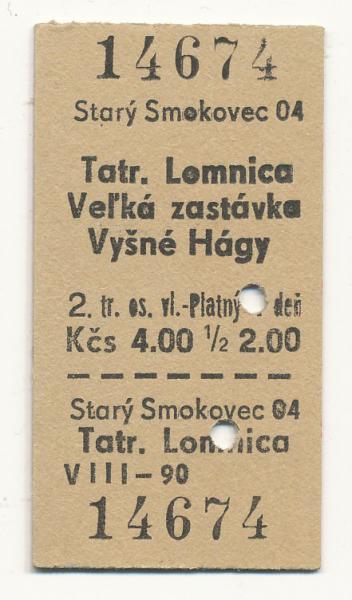 14674
Starý Smokovec 04
Tatr. Lomnica
Veľká zastávka
Vyšné Hágy
2. tr. os. vl.-Platný deň
Kčs 4.00 ½ 2.00
Starý Smokovec 04
Tatr. Lomnica
VIII-90
14674